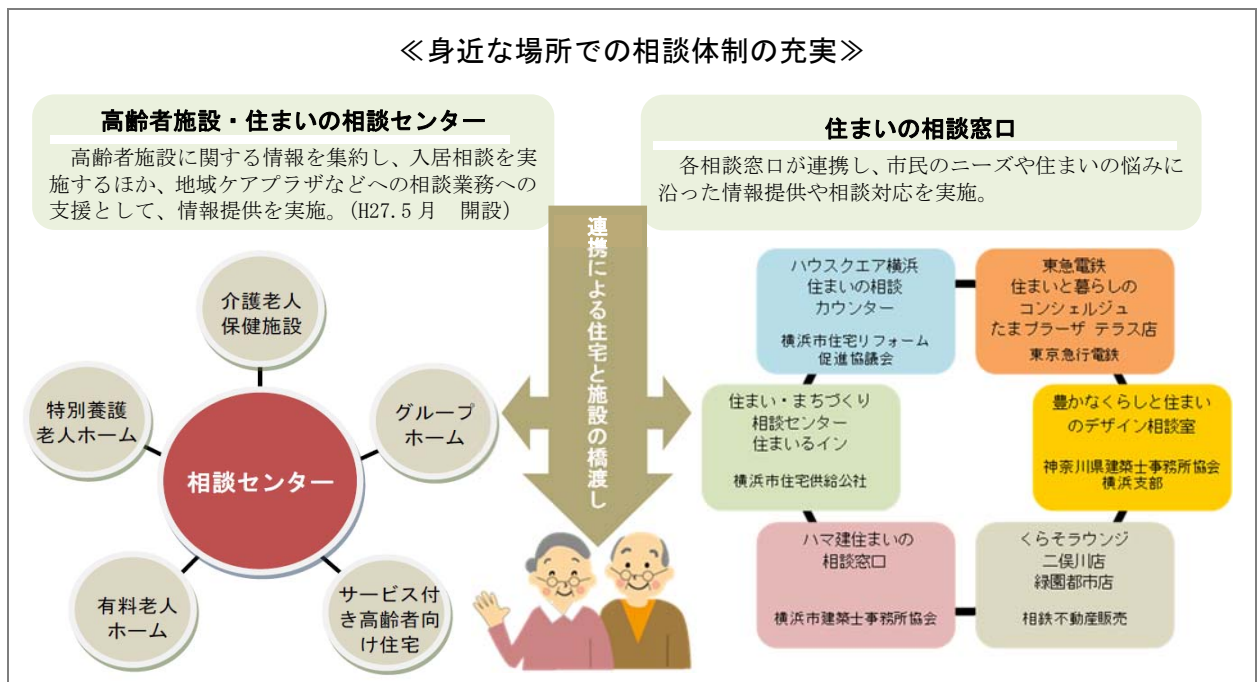 ≪身近な場所での相談体制の充実≫
高齢者施設・住まいの相談センター
高齢者施設に関する情報を集約し、入居相談を実
施するほか、地域ケアプラザなどへの相談業務への
支援として、情報提供を実施。(H27.5月　開設)
住まいの相談窓口
各相談窓口が連携し、市民のニーズや住まいの悩みに
沿った情報提供や相談対応を実施。
連携による住宅と施設の橋渡し
介護老人
保健施設
特別養護
老人ホーム
グループ
ホーム
相談センター
有料老人
ホーム
サービス付
き高齢者向
け住宅
ハウスクエア横浜
住まいの相談
カウンター
横浜市住宅リフォーム
促進協議会
東急電鉄
住まいと暮らしの
コンシェルジュ
たまプラーザ テラス店
東京急行電鉄
住まい・まちづくり
相談センター
住まいるイン
横浜市住宅供給公社
豊かなくらしと住まい
のデザイン相談室
神奈川県建築士事務所協会
横浜支部
ハマ建住まいの
相談窓口
横浜市建築士事務所協会
くらそラウンジ
二俣川店
緑園都市店
相鉄不動産販売